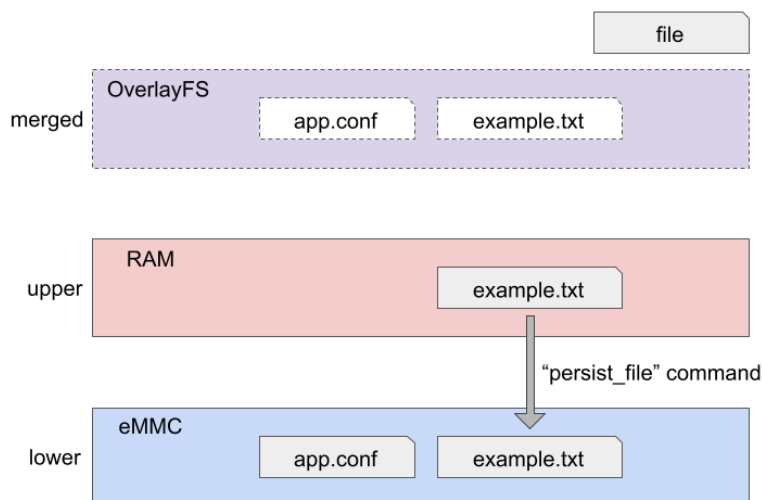 file
OverlayFS
merged
app.conf
example.txt
RAM
upper
example.txt
“persist_file” command
eMMC
lower
app.conf
example.txt